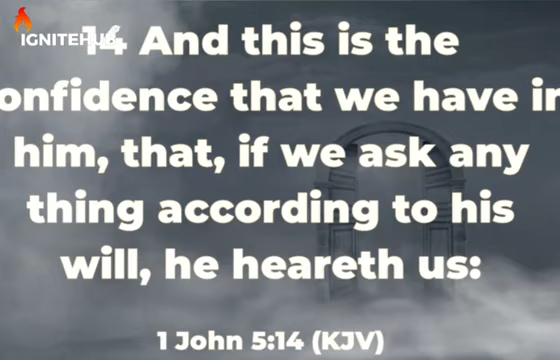 IGNITEHUB
14 And this is the
onfidence that we have in
him, that, if we ask any
thing according to his
will, he heareth us:
1 John 5:14 (KJV)